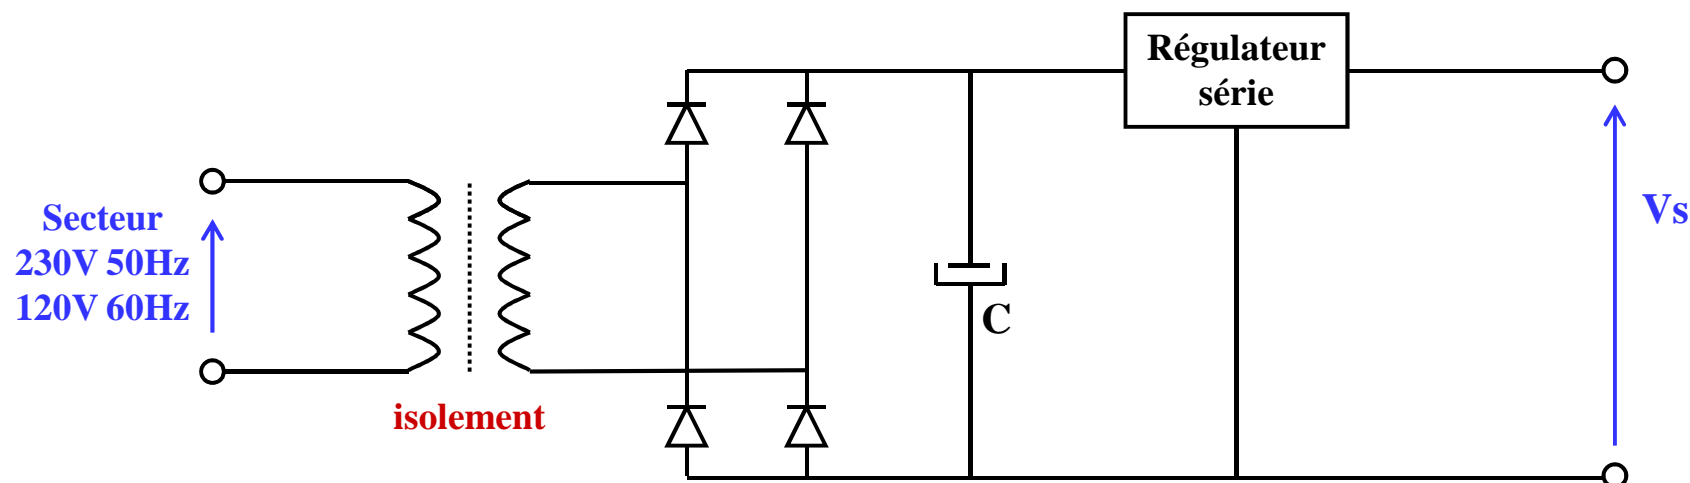 Régulateur
série
Secteur
230V 50Hz
120V 60Hz
Vs
C
isolement